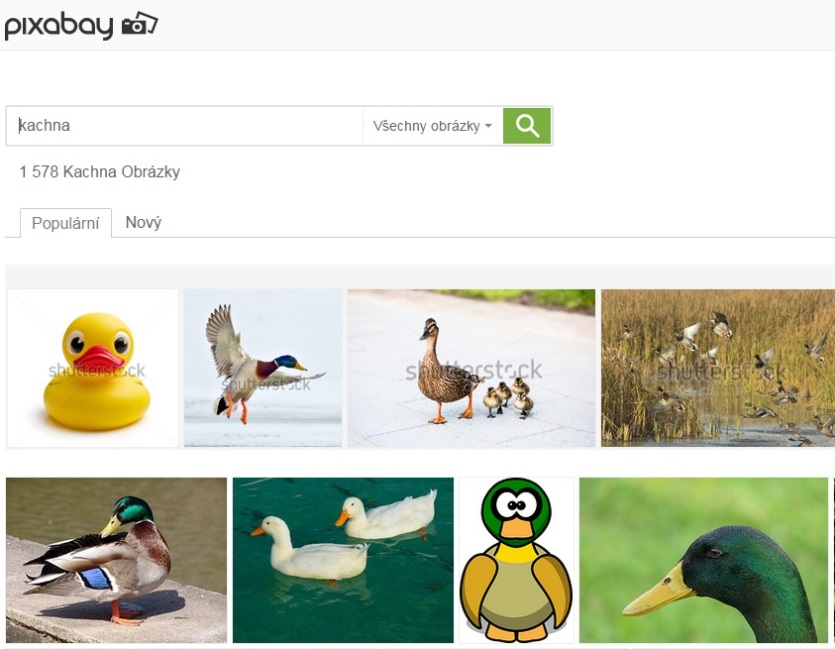 pixabay
kachna
Všechny obrázky
1 578 Kachna Obrázky
Populární
Nový
shutterstock
shutterstock
shutterstock
shutterstock